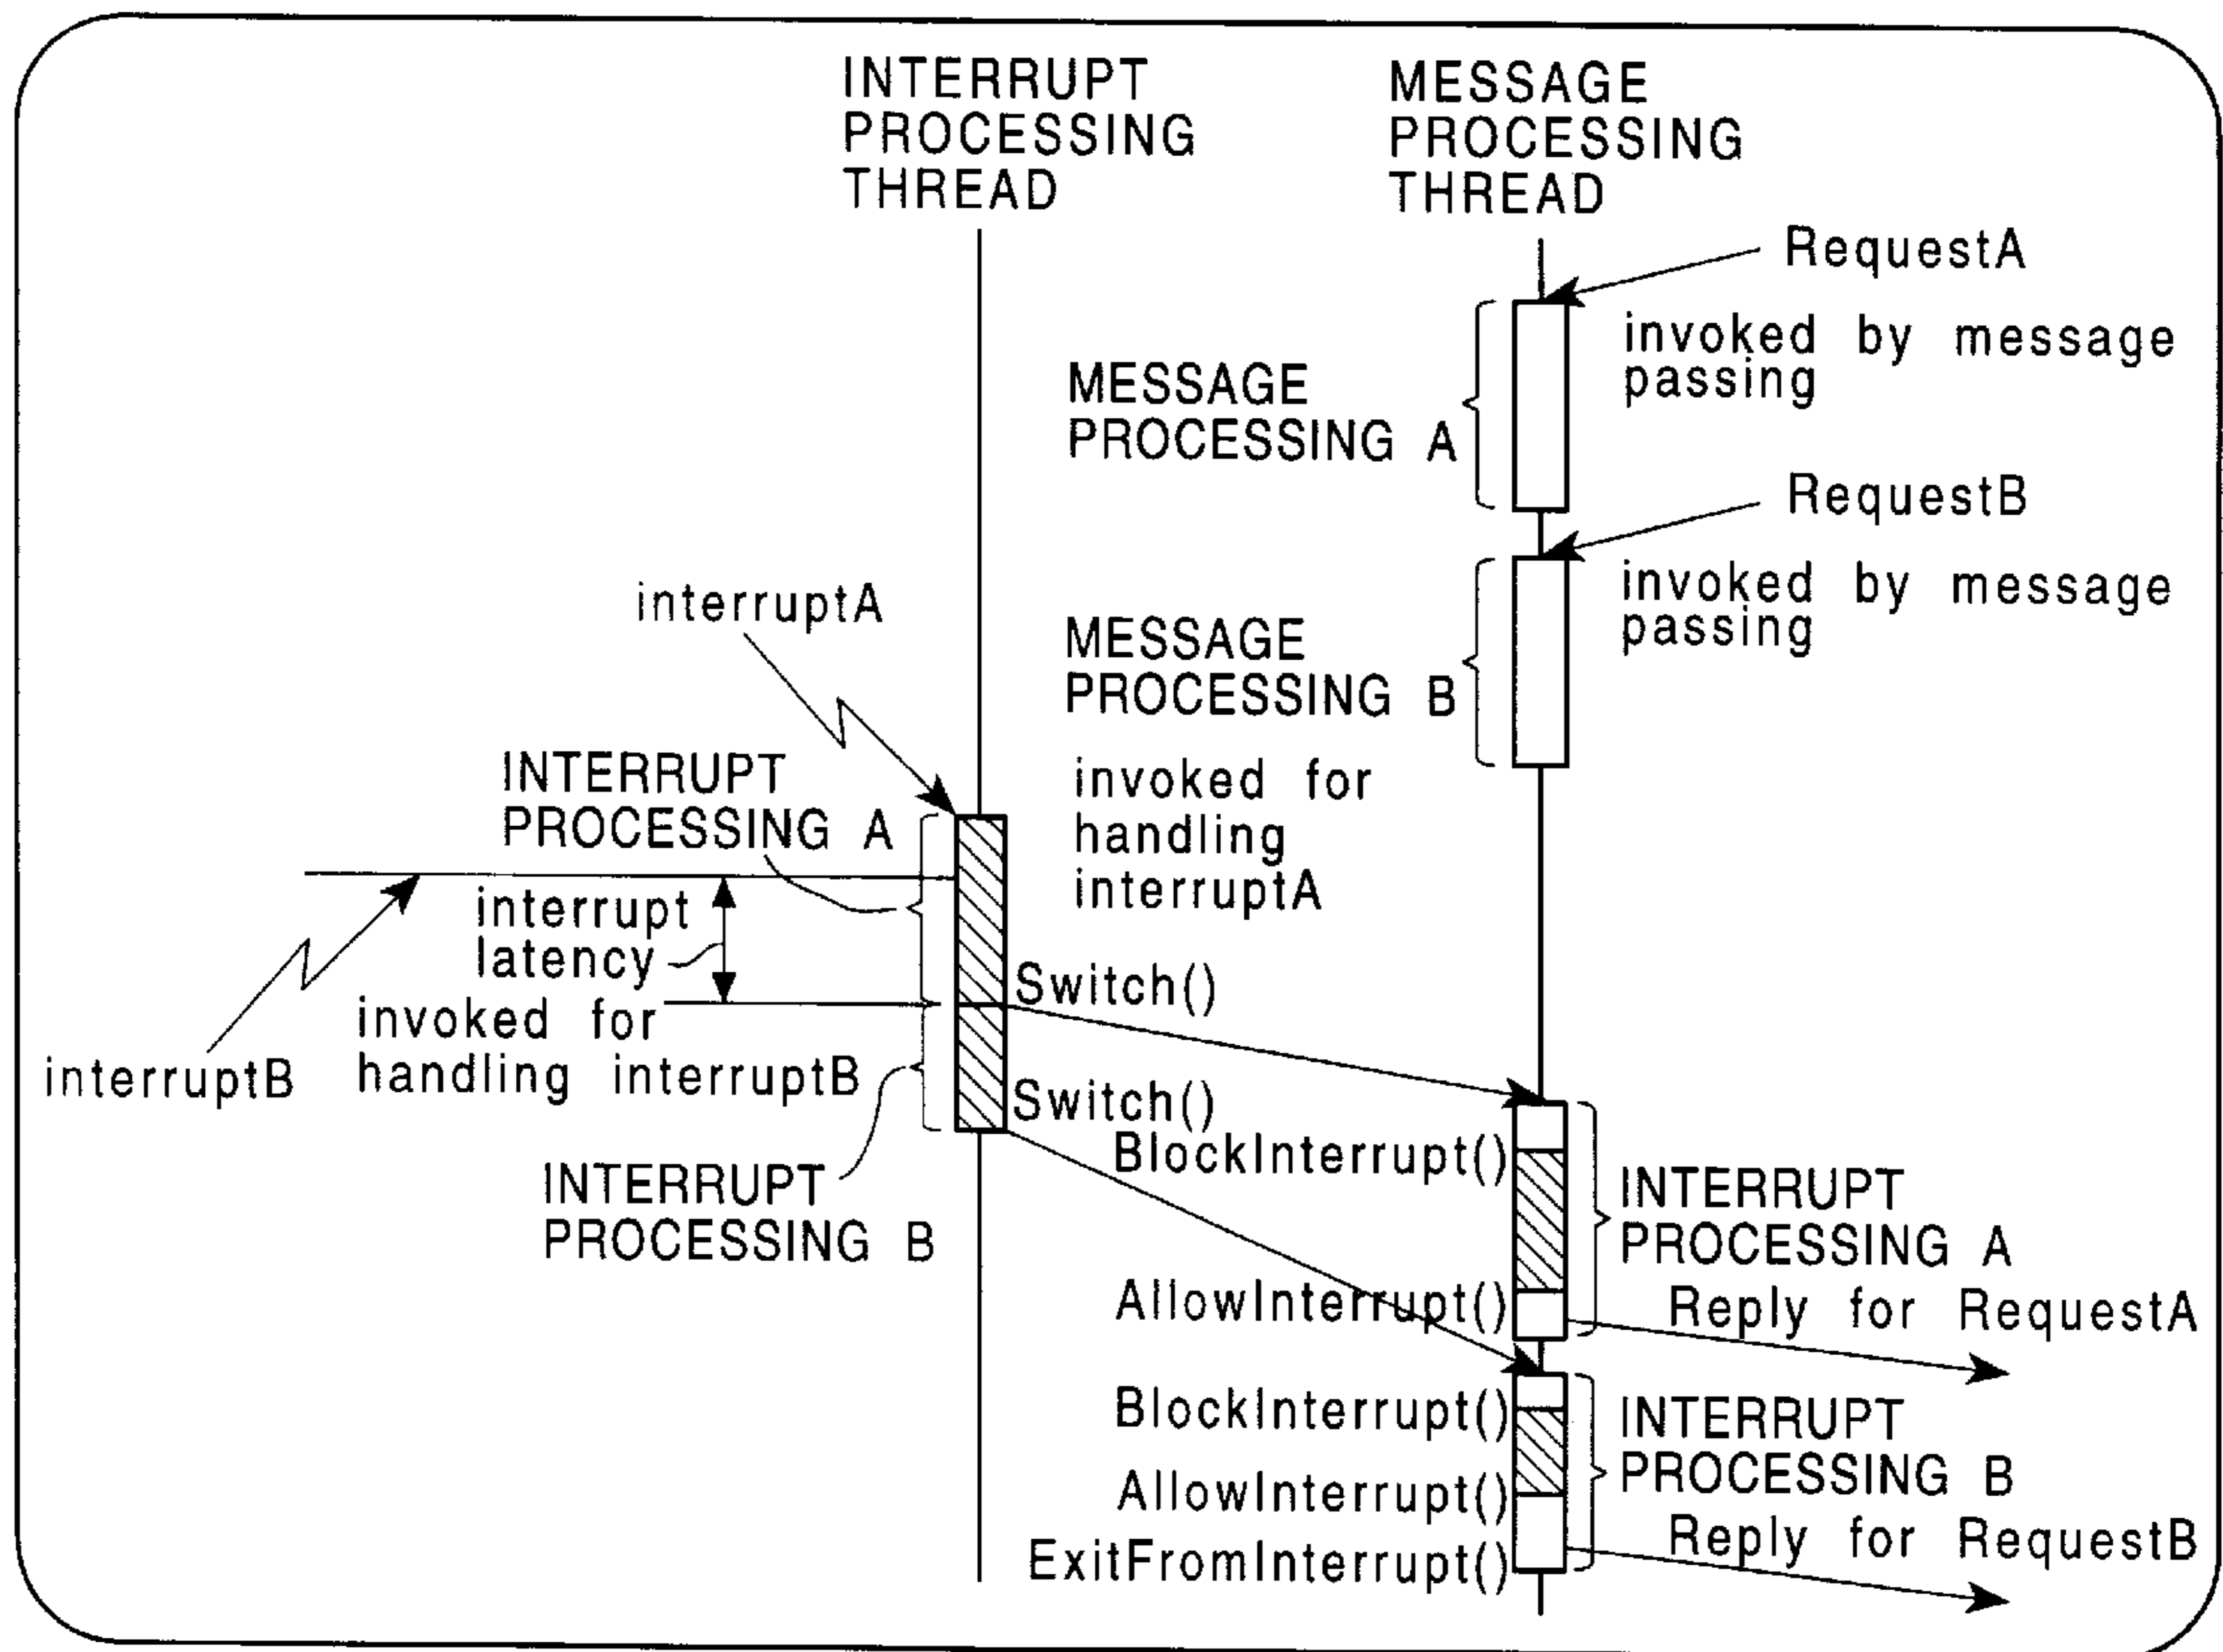 INTERRUPT
PROCESSING
THREAD
MESSAGE
PROCESSING
THREAD
RequestA
invoked by message
passing
MESSAGE
PROCESSING A
RequestB
invoked by message
passing
interruptA
MESSAGE
PROCESSING B
INTERRUPT
PROCESSING A
invoked for
handling
interruptA
interrupt
latency
Switch()
invoked for
handling interruptB
interruptB
Switch()
BlockInterrupt()
INTERRUPT
PROCESSING B
INTERRUPT
PROCESSING A
AllowInterrupt()
Reply for RequestA
BlockInterrupt()
INTERRUPT
PROCESSING B
AllowInterrupt()
Reply for RequestB
ExitFromInterrupt()